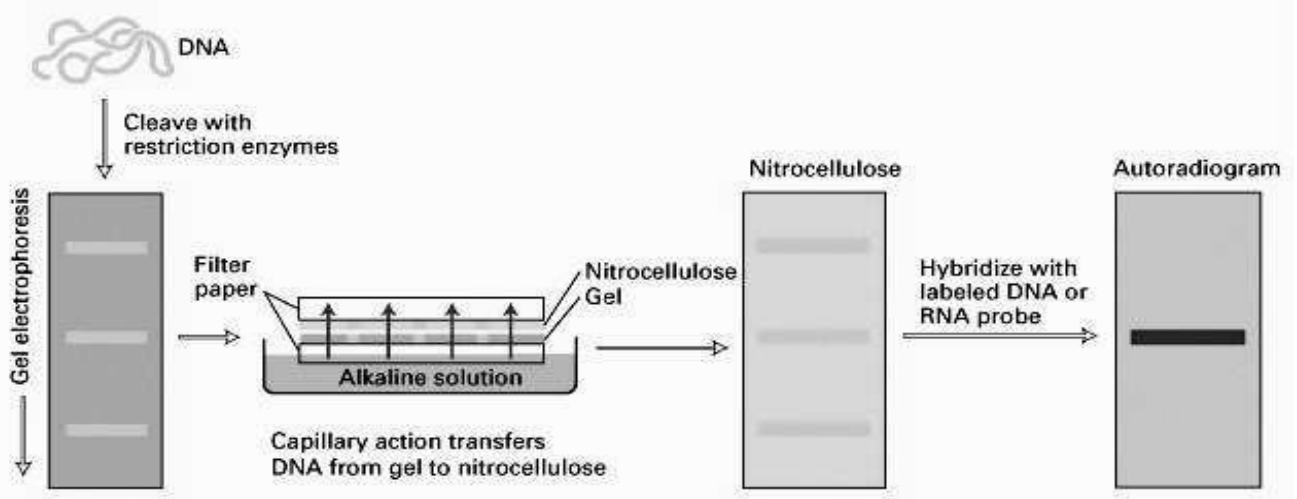 DNA
Cleave with
restriction enzymes
Gel electrophoresis
Filter
paper
Nitrocellulose
Gel
Alkaline solution
Capillary action transfers
DNA from gel to nitrocellulose
Nitrocellulose
Hybridize with
labeled DNA or
RNA probe
Autoradiogram